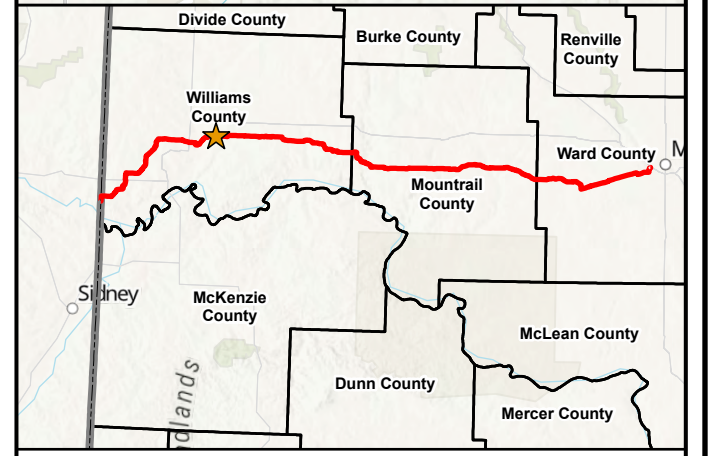 Divide County
Burke County
Renville
County
Williams
County
Ward County
M
Mountrail
County
Sidney
McKenzie
County
McLean County
dlands
Dunn County
Mercer County